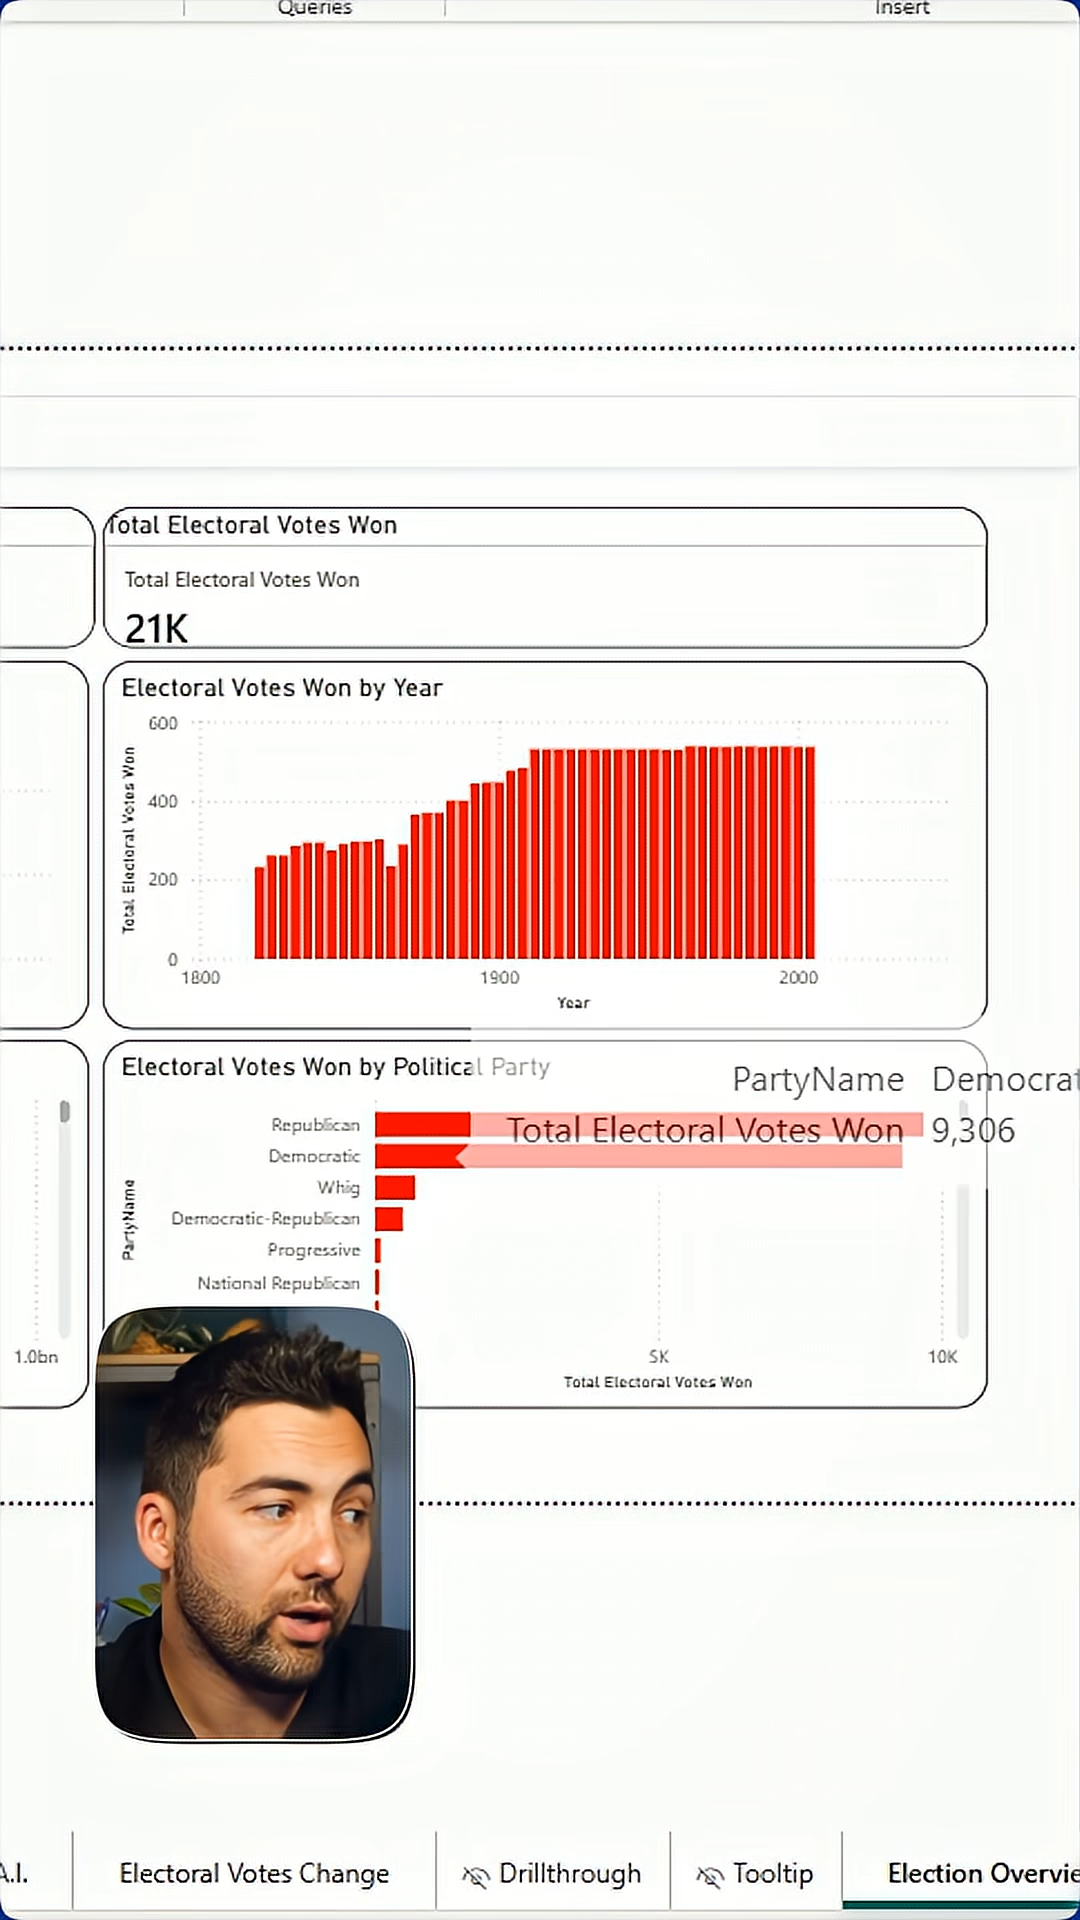 Queries
Insert
Total Electoral Votes Won
Total Electoral Votes Won
21K
Electoral Votes Won by Year
Total Electoral Votes Won
600
400
200
0
1800
1900
2000
Year
Electoral Votes Won by Political Party
PartyName
Republican
Democratic
Whig
Democratic-Republican
Progressive
National Republican
PartyName Democrat
Total Electoral Votes Won 9,306
1.0bn
5K
10K
Total Electoral Votes Won
A.I.
Electoral Votes Change
Drillthrough
Tooltip
Election Overvie